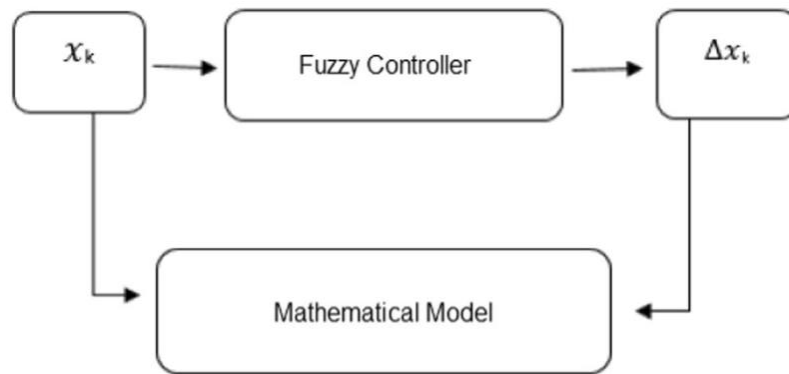 xₖ
Fuzzy Controller
Δxₖ
Mathematical Model